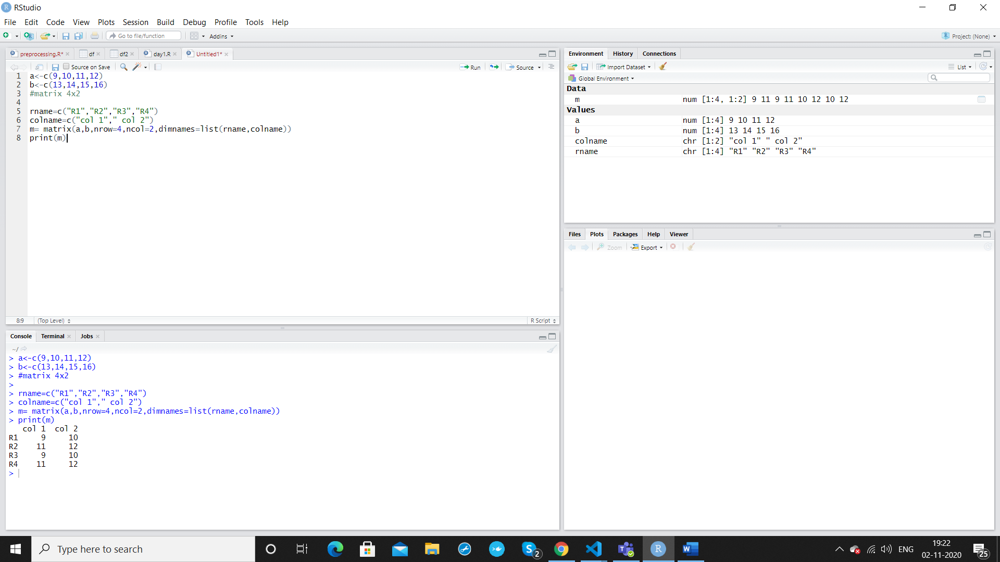 RStudio
File Edit Code View Plots Session Build Debug Profile Tools Help
Go to file/function Addins Project: (None)
preprocessing.R* df df2 day1.R Untitled1*
Source on Save Run Source
1 a<-c(9,10,11,12)
2 b<-c(13,14,15,16)
3 #matrix 4x2
4
5 rname=c("R1","R2","R3","R4")
6 colname=c("col 1"," col 2")
7 m= matrix(a,b,nrow=4,ncol=2,dimnames=list(rname,colname))
8 print(m)
8:9 (Top Level) R Script
Console Terminal Jobs
~/
> a<-c(9,10,11,12)
> b<-c(13,14,15,16)
> #matrix 4x2
>
> rname=c("R1","R2","R3","R4")
> colname=c("col 1"," col 2")
> m= matrix(a,b,nrow=4,ncol=2,dimnames=list(rname,colname))
> print(m)
   col 1  col 2
R1     9     10
R2    11     12
R3     9     10
R4    11     12
>
Environment History Connections
Import Dataset List
Global Environment
Data
m num [1:4, 1:2] 9 11 9 11 10 12 10 12
Values
a num [1:4] 9 10 11 12
b num [1:4] 13 14 15 16
colname chr [1:2] "col 1" " col 2"
rname chr [1:4] "R1" "R2" "R3" "R4"
Files Plots Packages Help Viewer
Zoom Export
Type here to search
2
ENG
19:22
02-11-2020
25